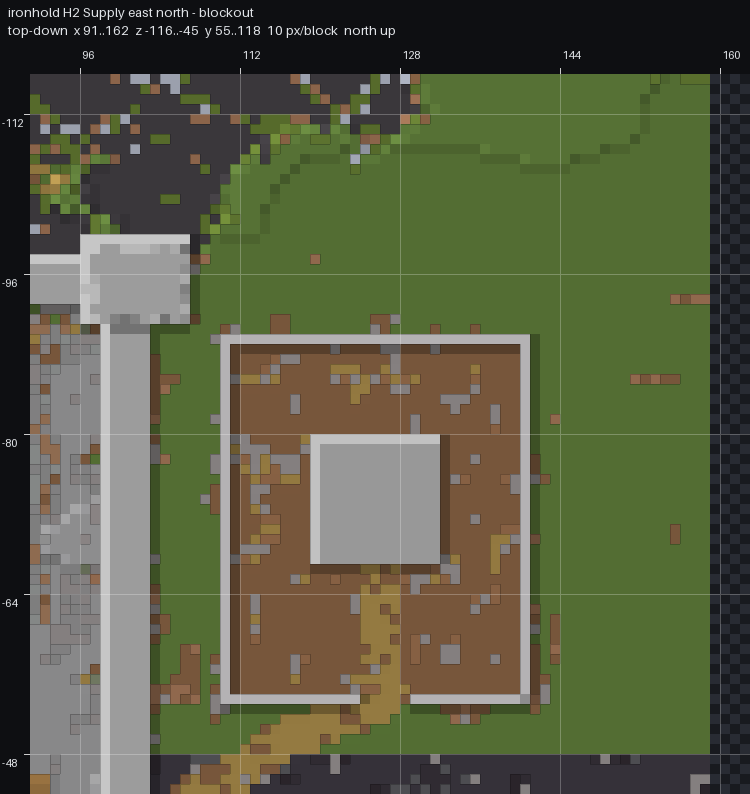 ironhold H2 Supply east north - blockout
top-down  x 91..162  z -116..-45  y 55..118  10 px/block  north up
96 112 128 144 160
-112
-96
-80
-64
-48